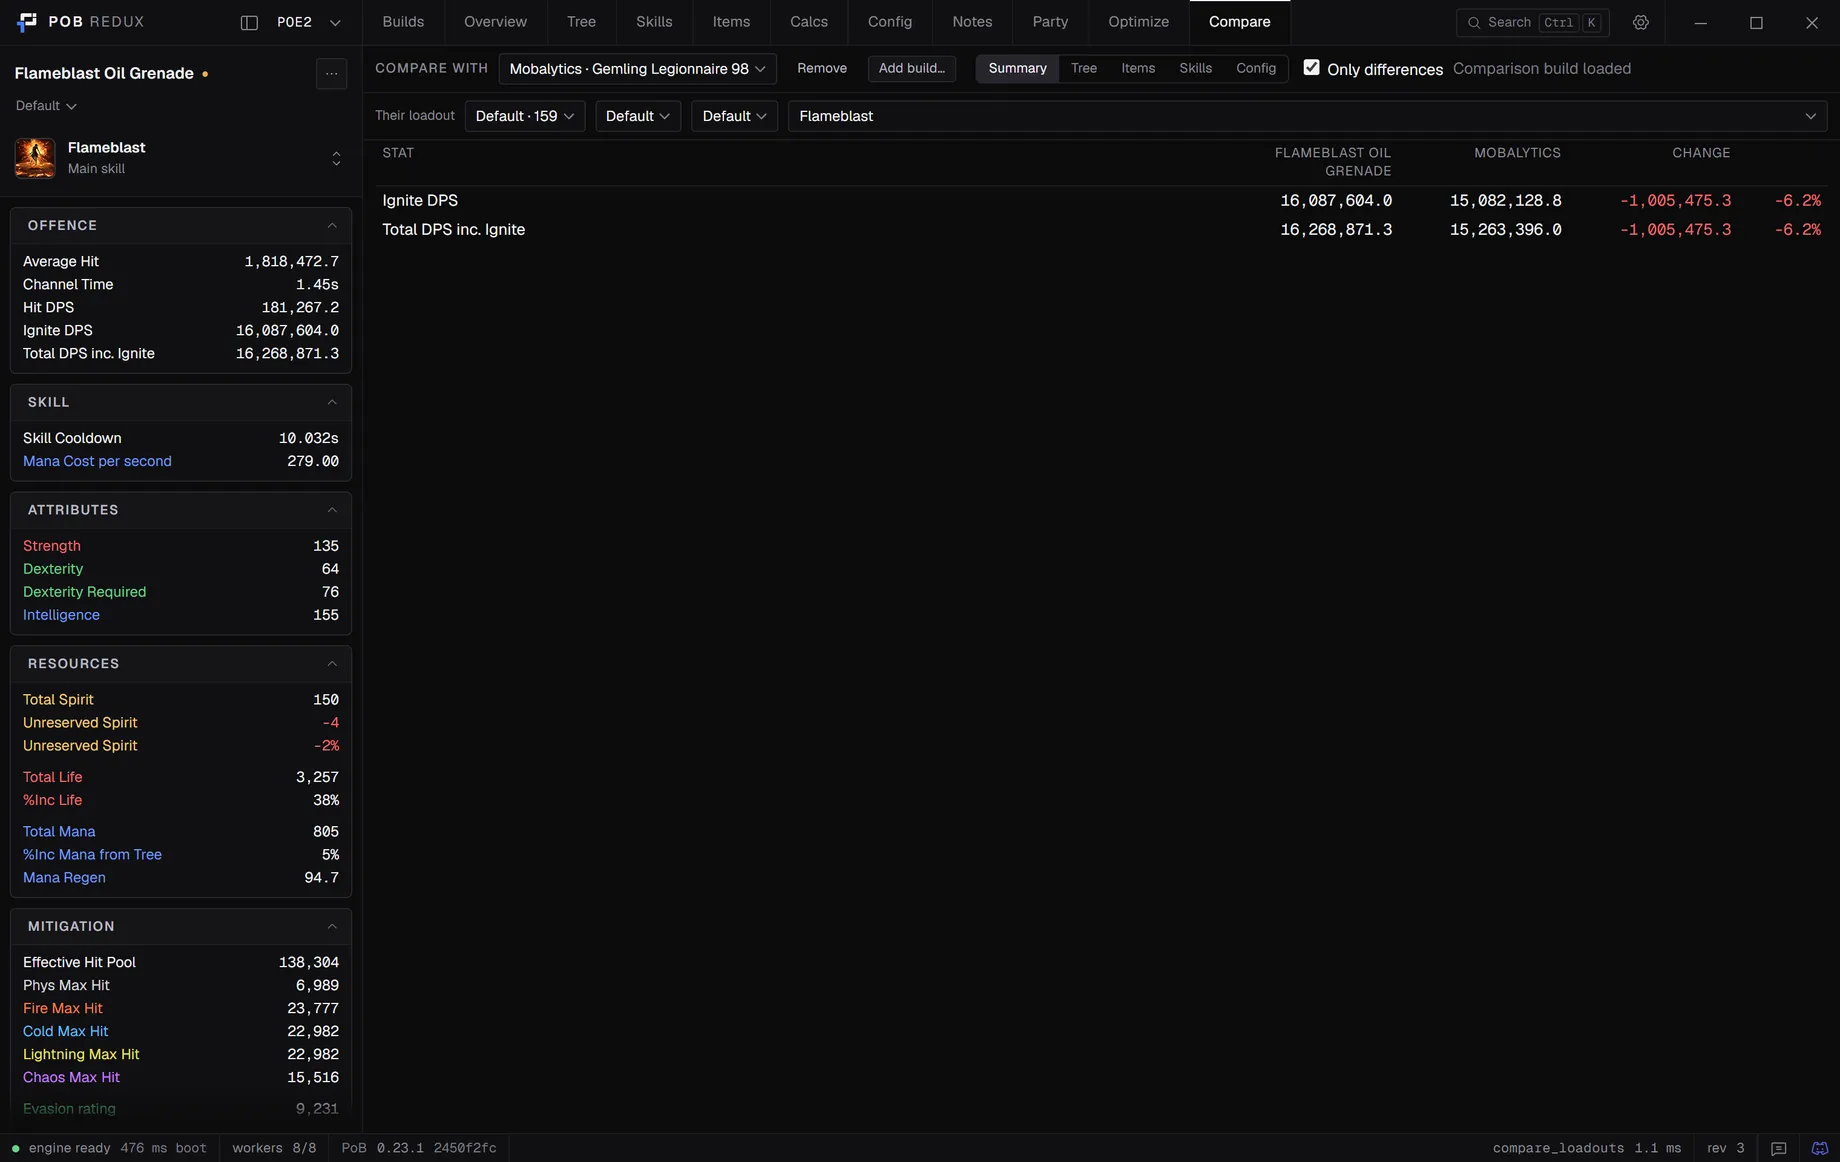 POB REDUX
POE2
Builds
Overview
Tree
Skills
Items
Calcs
Config
Notes
Party
Optimize
Compare
Search Ctrl K
Flameblast Oil Grenade
...
Default
Flameblast
Main skill
COMPARE WITH
Mobalytics · Gemling Legionnaire 98
Remove
Add build...
Summary
Tree
Items
Skills
Config
Only differences
Comparison build loaded
Their loadout
Default · 159
Default
Default
Flameblast
STAT
FLAMEBLAST OIL
GRENADE
MOBALYTICS
CHANGE
Ignite DPS 16,087,604.0 15,082,128.8 -1,005,475.3 -6.2%
Total DPS inc. Ignite 16,268,871.3 15,263,396.0 -1,005,475.3 -6.2%
OFFENCE
Average Hit 1,818,472.7
Channel Time 1.45s
Hit DPS 181,267.2
Ignite DPS 16,087,604.0
Total DPS inc. Ignite 16,268,871.3
SKILL
Skill Cooldown 10.032s
Mana Cost per second 279.00
ATTRIBUTES
Strength 135
Dexterity 64
Dexterity Required 76
Intelligence 155
RESOURCES
Total Spirit 150
Unreserved Spirit -4
Unreserved Spirit -2%
Total Life 3,257
%Inc Life 38%
Total Mana 805
%Inc Mana from Tree 5%
Mana Regen 94.7
MITIGATION
Effective Hit Pool 138,304
Phys Max Hit 6,989
Fire Max Hit 23,777
Cold Max Hit 22,982
Lightning Max Hit 22,982
Chaos Max Hit 15,516
Evasion rating 9,231
engine ready 476 ms boot
workers 8/8
PoB 0.23.1 2450f2fc
compare_loadouts 1.1 ms
rev 3